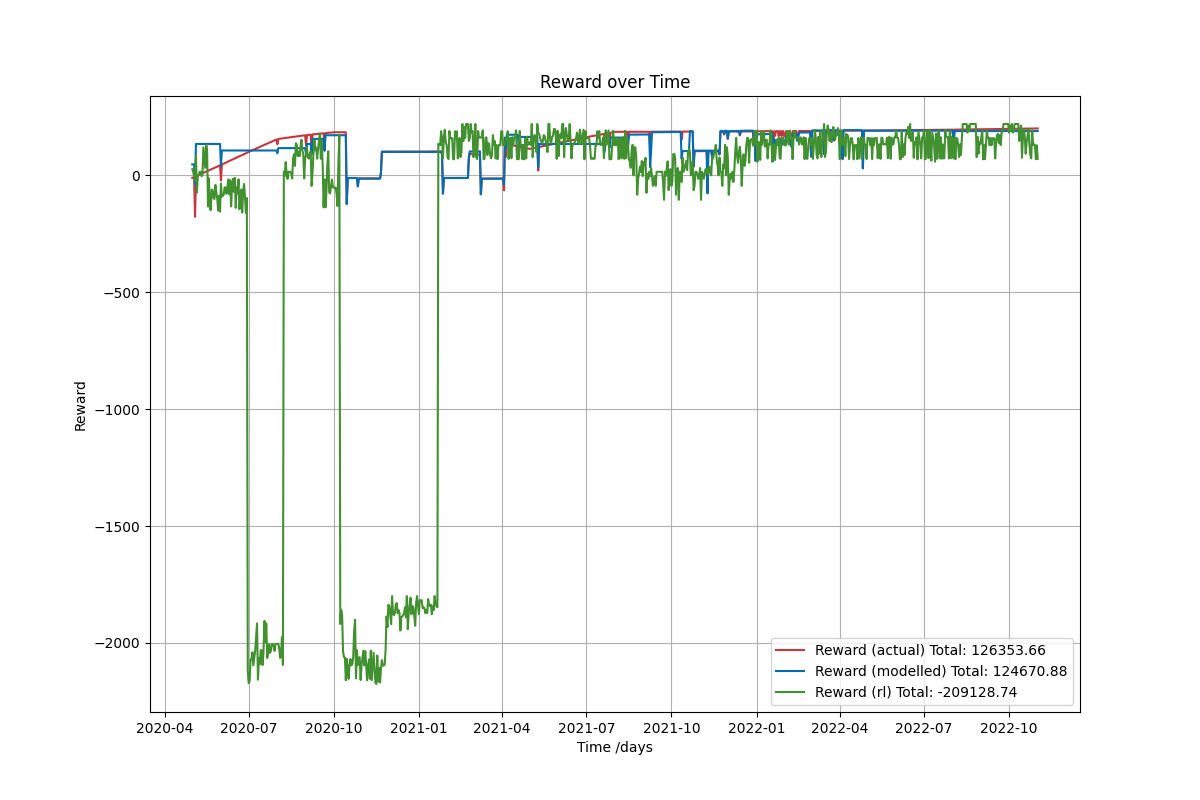 Reward over Time
Reward
0
−500
−1000
−1500
−2000
Reward (actual) Total: 126353.66
Reward (modelled) Total: 124670.88
Reward (rl) Total: -209128.74
2020-04 2020-07 2020-10 2021-01 2021-04 2021-07 2021-10 2022-01 2022-04 2022-07 2022-10
Time /days